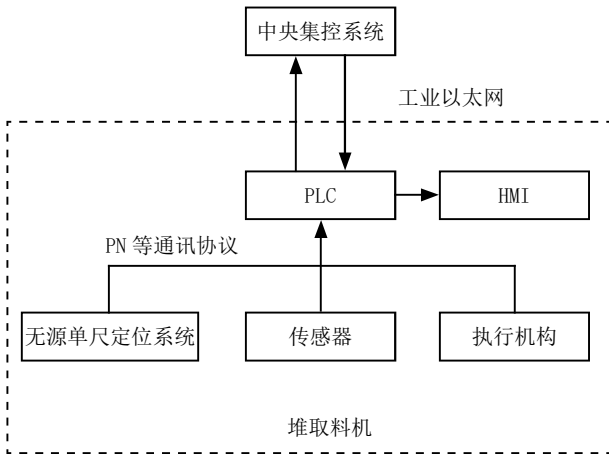 中央集控系统
工业以太网
PLC
HMI
PN 等通讯协议
无源单尺定位系统
传感器
执行机构
堆取料机